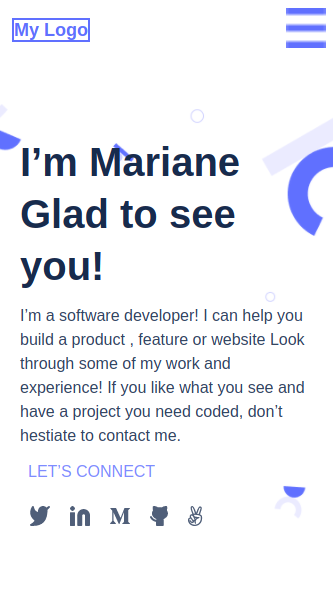 My Logo
I’m Mariane
Glad to see
you!
I’m a software developer! I can help you
build a product , feature or website Look
through some of my work and
experience! If you like what you see and
have a project you need coded, don’t
hestiate to contact me.
LET’S CONNECT